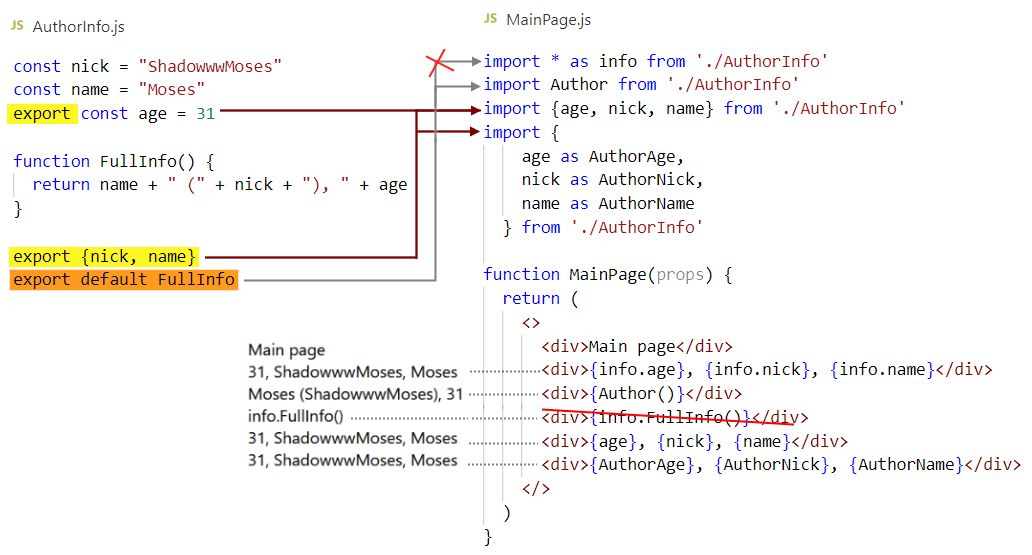 JS AuthorInfo.js
const nick = "ShadowwwMoses"
const name = "Moses"
export const age = 31
function FullInfo() {
return name + " (" + nick + "), " + age
}
export {nick, name}
export default FullInfo
JS MainPage.js
import * as info from './AuthorInfo'
import Author from './AuthorInfo'
import {age, nick, name} from './AuthorInfo'
import {
age as AuthorAge,
nick as AuthorNick,
name as AuthorName
} from './AuthorInfo'
function MainPage(props) {
return (
<>
<div>Main page</div>
<div>{info.age}, {info.nick}, {info.name}</div>
<div>{Author()}</div>
<div>{info.FullInfo()}</div>
<div>{age}, {nick}, {name}</div>
<div>{AuthorAge}, {AuthorNick}, {AuthorName}</div>
</>
)
}
Main page
31, ShadowwwMoses, Moses
Moses (ShadowwwMoses), 31
info.FullInfo()
31, ShadowwwMoses, Moses
31, ShadowwwMoses, Moses